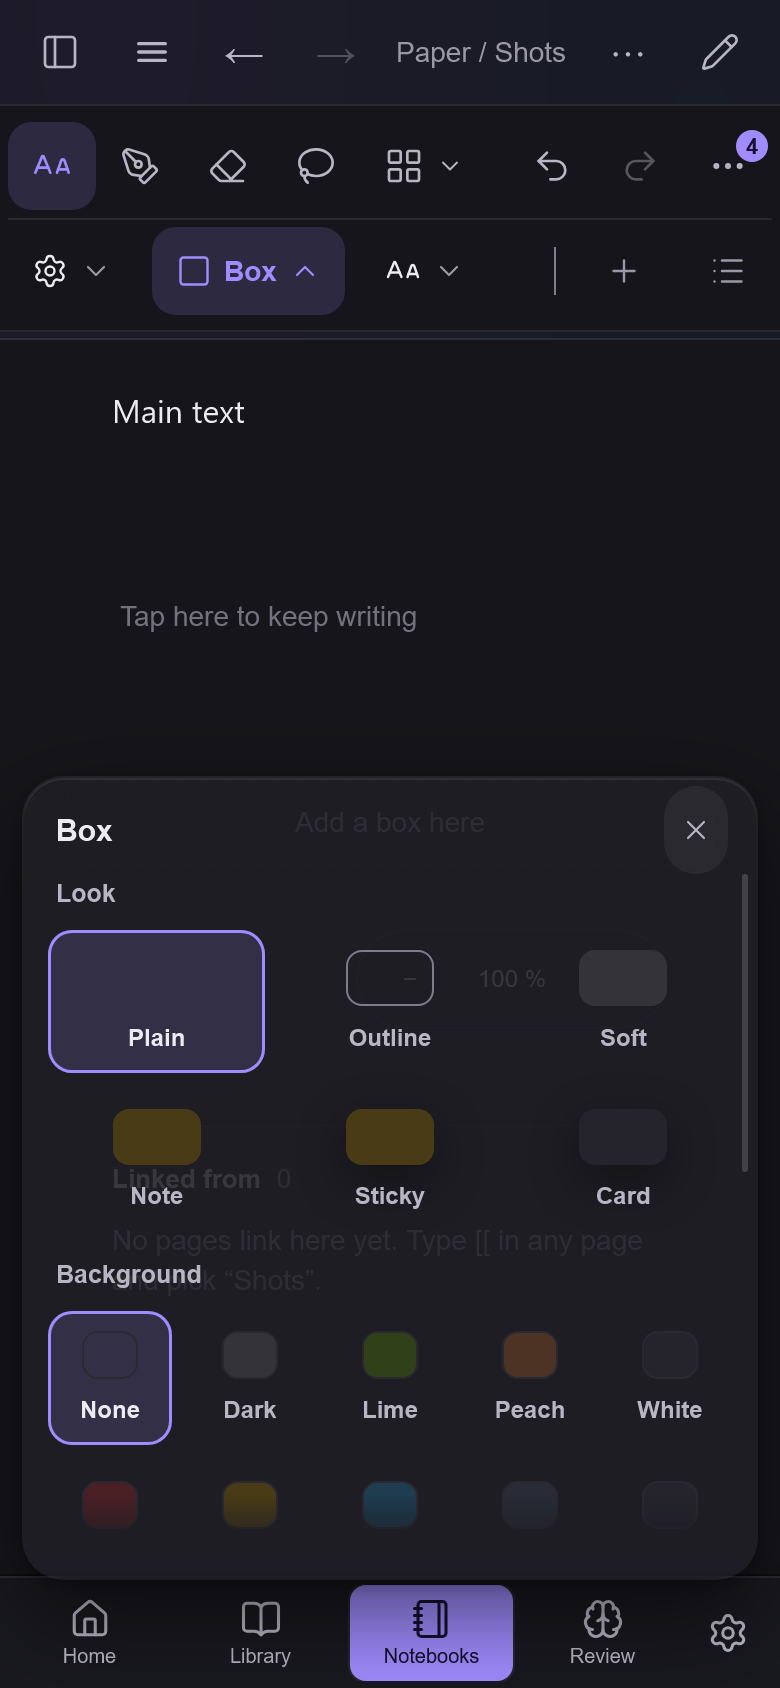 Paper / Shots
AA
4
Box
AA
Main text
Tap here to keep writing
Box
Add a box here
Look
Plain
Outline
100 %
Soft
Linked from 0
Note
Sticky
Card
No pages link here yet. Type [[ in any page
Background
and pick “Shots”.
None
Dark
Lime
Peach
White
Home
Library
Notebooks
Review